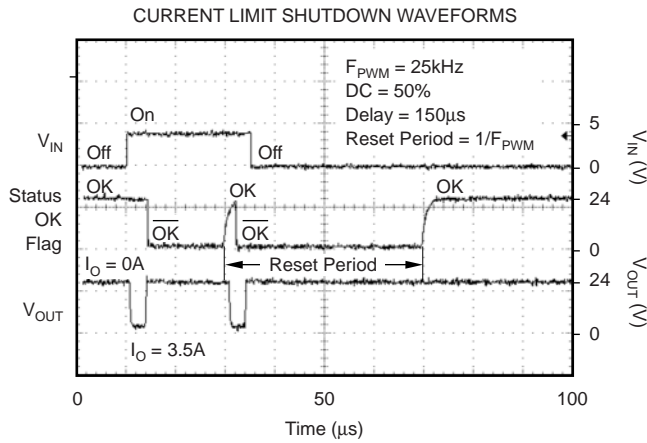 CURRENT LIMIT SHUTDOWN WAVEFORMS
F_PWM = 25kHz
DC = 50%
Delay = 150μs
Reset Period = 1/F_PWM
On
V_IN
Off
Off
5
0
V_IN (V)
Status
OK
Flag
OK
OK
OK
OK
OK
24
0
I_O = 0A
Reset Period
V_OUT
24
0
V_OUT (V)
I_O = 3.5A
0
50
100
Time (μs)